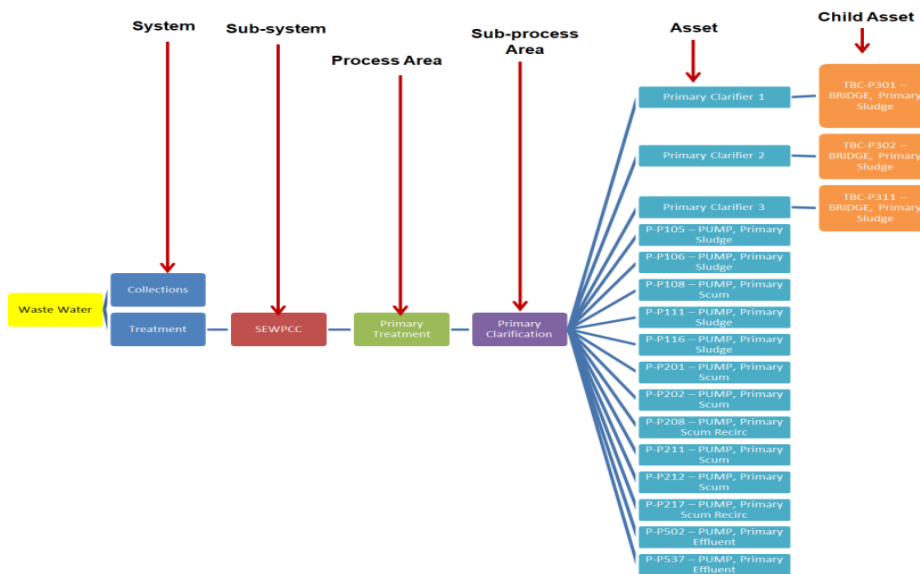 System
Sub-system
Process Area
Sub-process
Area
Asset
Child Asset
Waste Water
Collections
Treatment
SEWPCC
Primary
Treatment
Primary
Clarification
Primary Clarifier 1
Primary Clarifier 2
Primary Clarifier 3
P-P105 – PUMP, Primary
Sludge
P-P106 – PUMP, Primary
Sludge
P-P108 – PUMP, Primary
Scum
P-P111 – PUMP, Primary
Sludge
P-P116 – PUMP, Primary
Sludge
P-P201 – PUMP, Primary
Scum
P-P202 – PUMP, Primary
Scum
P-P208 – PUMP, Primary
Scum Recirc
P-P211 – PUMP, Primary
Scum
P-P212 – PUMP, Primary
Scum
P-P217 – PUMP, Primary
Scum Recirc
P-P502 – PUMP, Primary
Effluent
P-P537 – PUMP, Primary
Effluent
TBC-P301 –
BRIDGE, Primary
Sludge
TBC-P302 –
BRIDGE, Primary
Sludge
TBC-P311 –
BRIDGE, Primary
Sludge